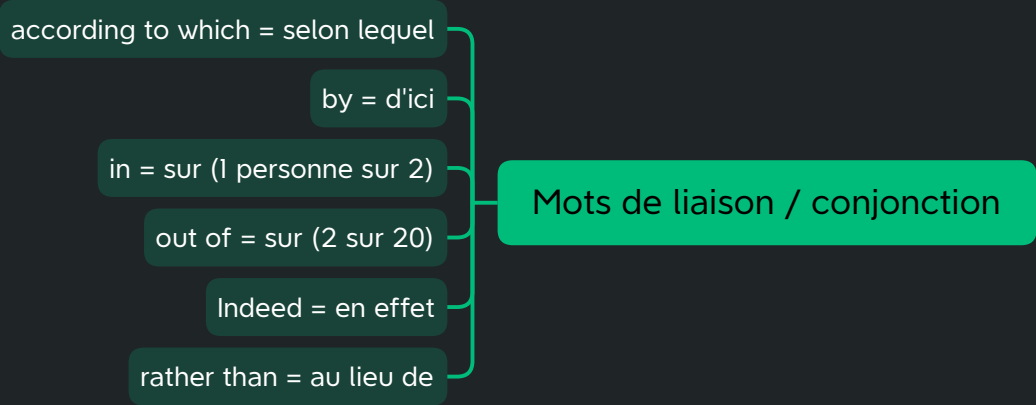 according to which = selon lequel
by = d'ici
in = sur (1 personne sur 2)
out of = sur (2 sur 20)
Indeed = en effet
rather than = au lieu de
Mots de liaison / conjonction